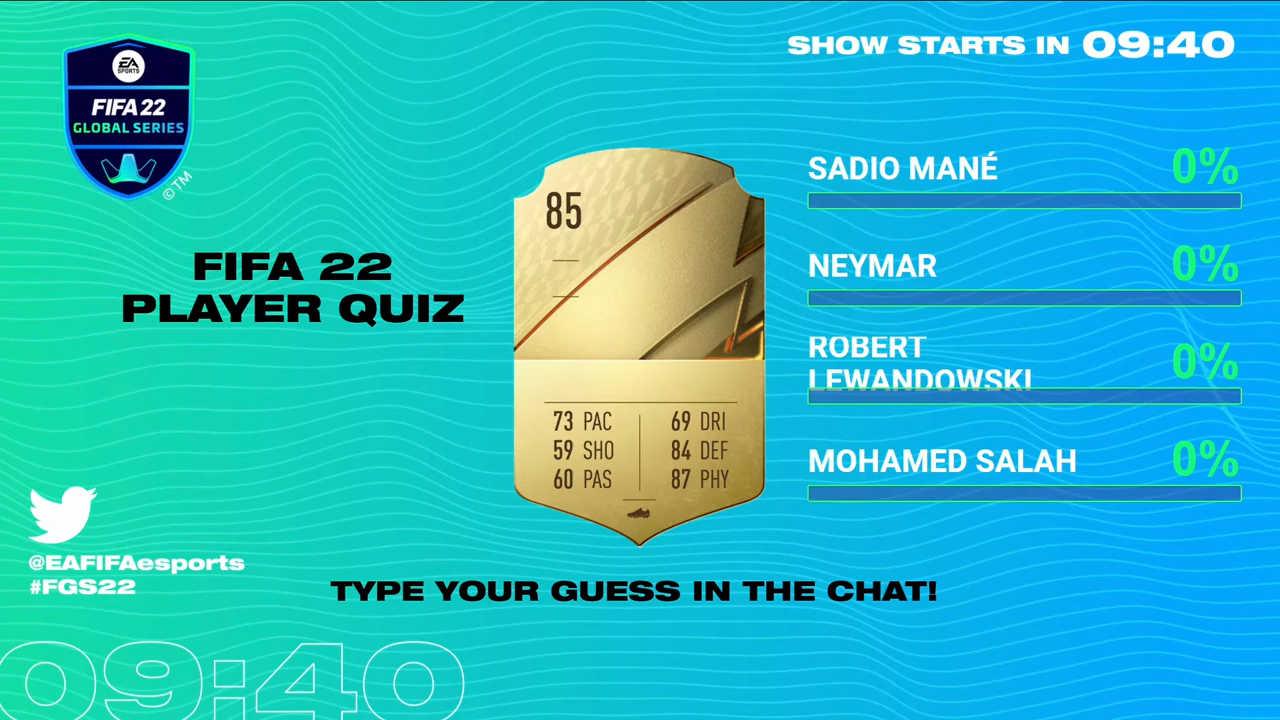 SHOW STARTS IN 09:40
EA
SPORTS
FIFA 22
GLOBAL SERIES
© TM
FIFA 22
PLAYER QUIZ
85
73 PAC
69 DRI
59 SHO
84 DEF
60 PAS
87 PHY
SADIO MANÉ 0%
NEYMAR 0%
ROBERT
LEWANDOWSKI 0%
MOHAMED SALAH 0%
@EAFIFAesports
#FGS22
TYPE YOUR GUESS IN THE CHAT!
09:40